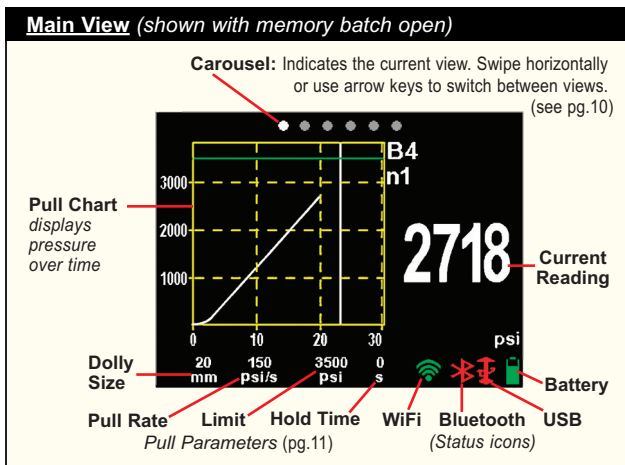 Main View (shown with memory batch open)
Carousel: Indicates the current view. Swipe horizontally
or use arrow keys to switch between views.
(see pg.10)
B4
n1
3000
2000
1000
0 10 20 30
2718
psi
Pull Chart
displays
pressure
over time
Current
Reading
20
mm
150
psi/s
3500
psi
0
s
Dolly
Size
Battery
Pull Rate Limit Hold Time WiFi Bluetooth USB
Pull Parameters (pg.11) (Status icons)